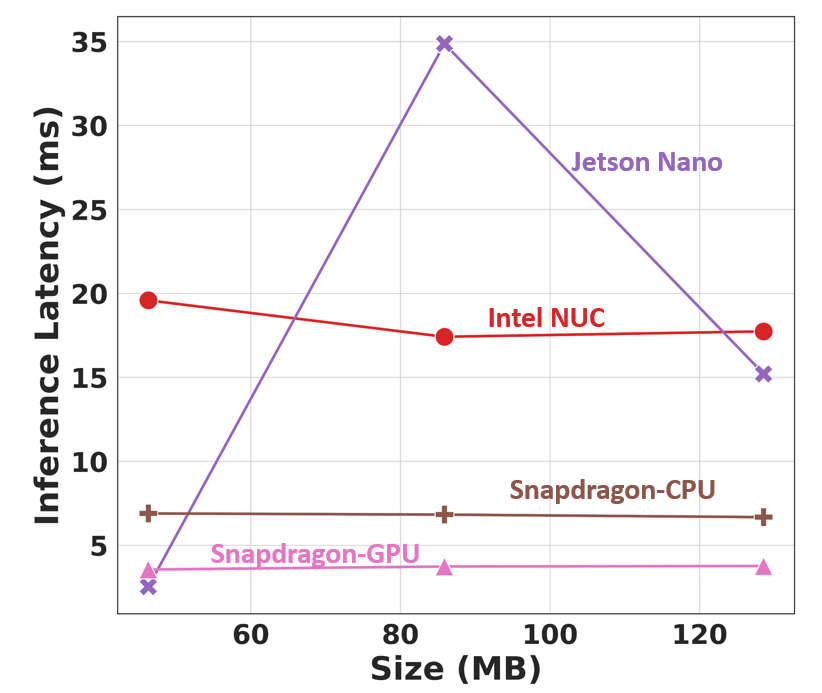 35
30
25
20
15
10
5
Inference Latency (ms)
Jetson Nano
Intel NUC
Snapdragon-CPU
Snapdragon-GPU
60 80 100 120
Size (MB)